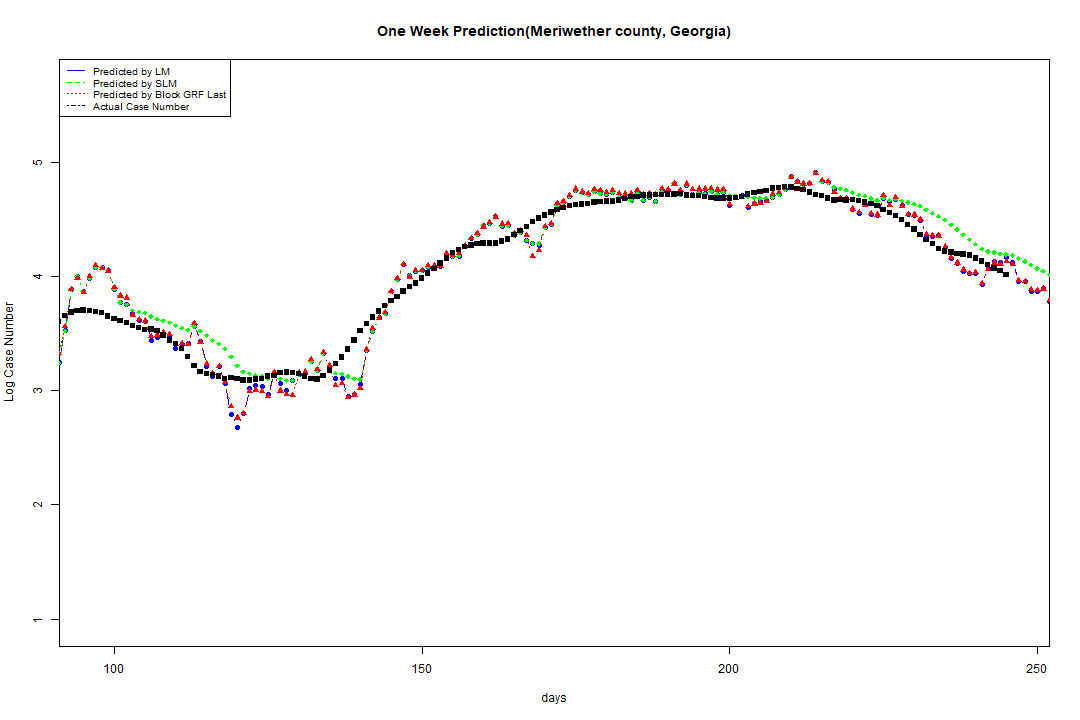 One Week Prediction(Meriwether county, Georgia)
Predicted by LM
Predicted by SLM
Predicted by Block GRF Last
Actual Case Number
5
4
3
2
1
Log Case Number
100 150 200 250
days